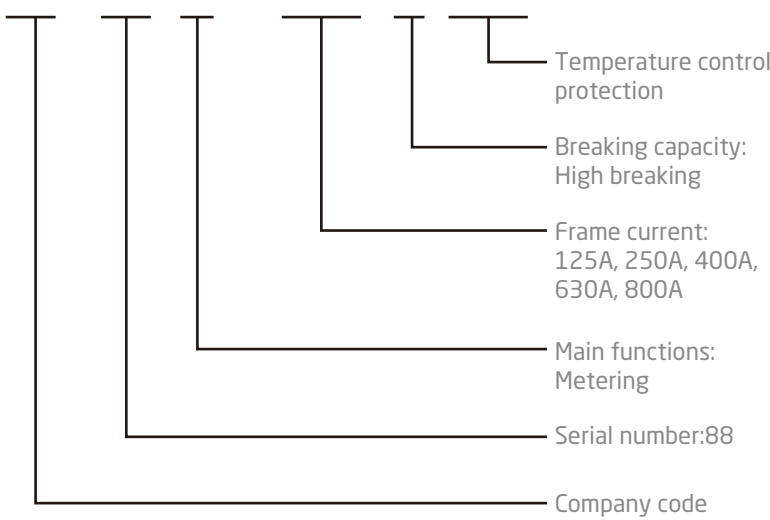 Temperature control
protection
Breaking capacity:
High breaking
Frame current:
125A, 250A, 400A,
630A, 800A
Main functions:
Metering
Serial number:88
Company code